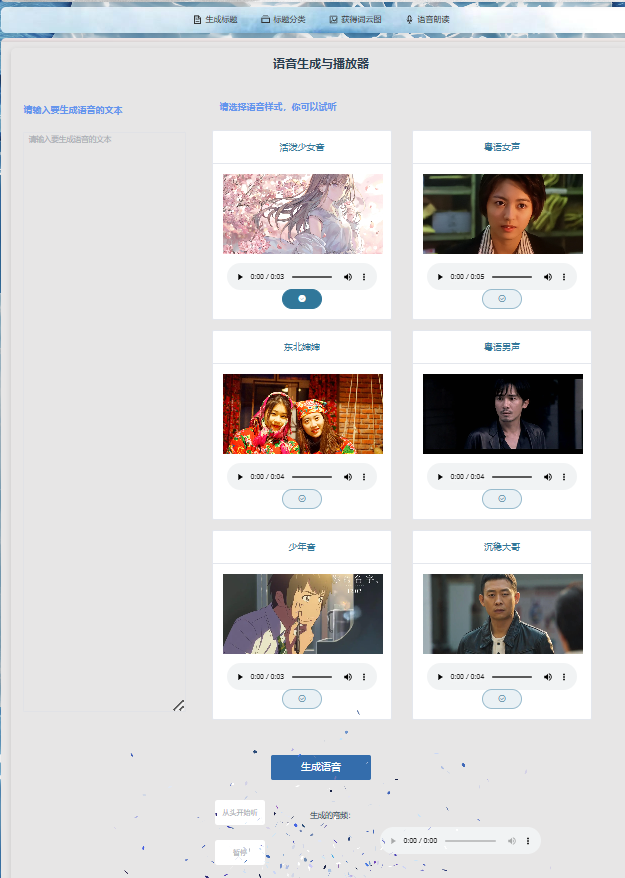 生成标题 标题分类 获得词云图 语音朗读
语音生成与播放器
请输入要生成语音的文本
请选择语音样式，你可以试听
请输入要生成语音的文本
活泼少女音
粤语女声
0:00 / 0:03
0:00 / 0:05
东北婶婶
粤语男声
0:00 / 0:04
0:00 / 0:04
少年音
沉稳大哥
0:00 / 0:03
0:00 / 0:04
生成语音
从头开始听
生成的音频:
0:00 / 0:00
暂停